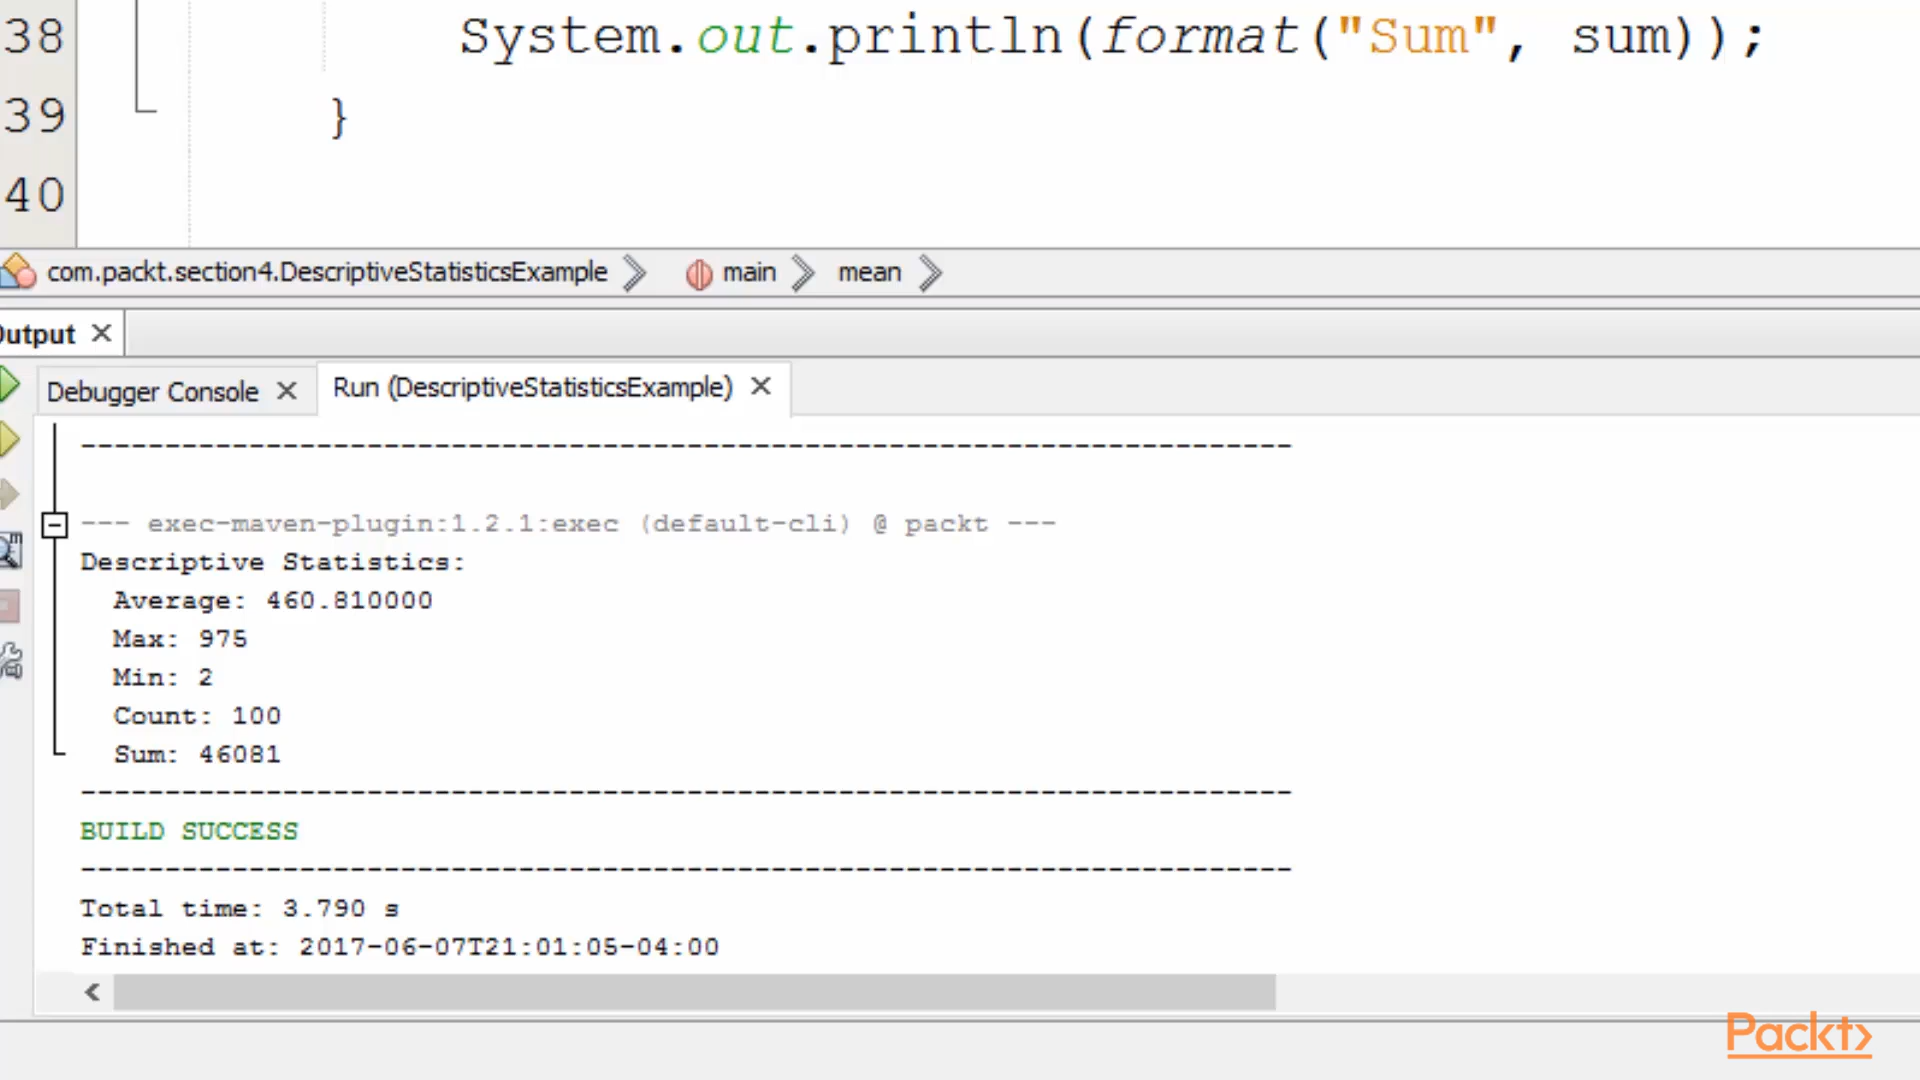 38 System.out.println(format("Sum", sum));
39 }
40
com.packt.section4.DescriptiveStatisticsExample main mean
Output
Debugger Console Run (DescriptiveStatisticsExample)
------------------------------------------------------------------------
--- exec-maven-plugin:1.2.1:exec (default-cli) @ packt ---
Descriptive Statistics:
Average: 460.810000
Max: 975
Min: 2
Count: 100
Sum: 46081
------------------------------------------------------------------------
BUILD SUCCESS
------------------------------------------------------------------------
Total time: 3.790 s
Finished at: 2017-06-07T21:01:05-04:00
Packt>